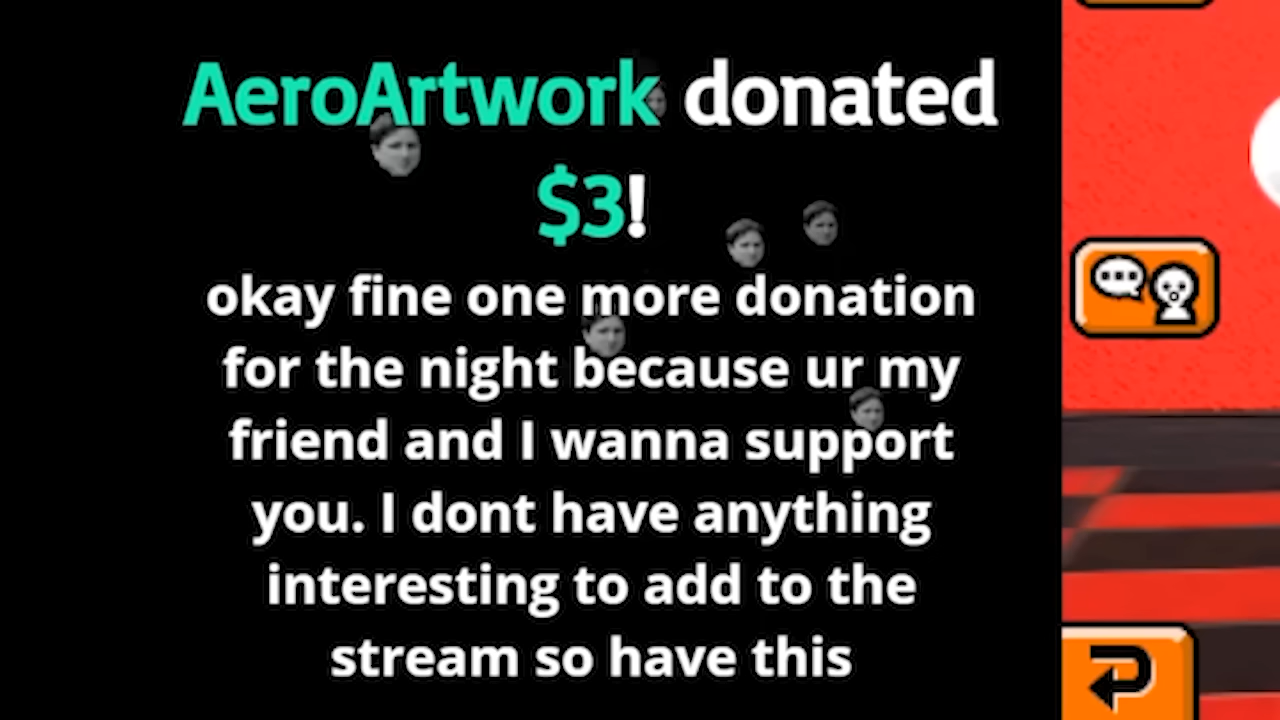 AeroArtwork donated
$3!
okay fine one more donation
for the night because ur my
friend and I wanna support
you. I dont have anything
interesting to add to the
stream so have this